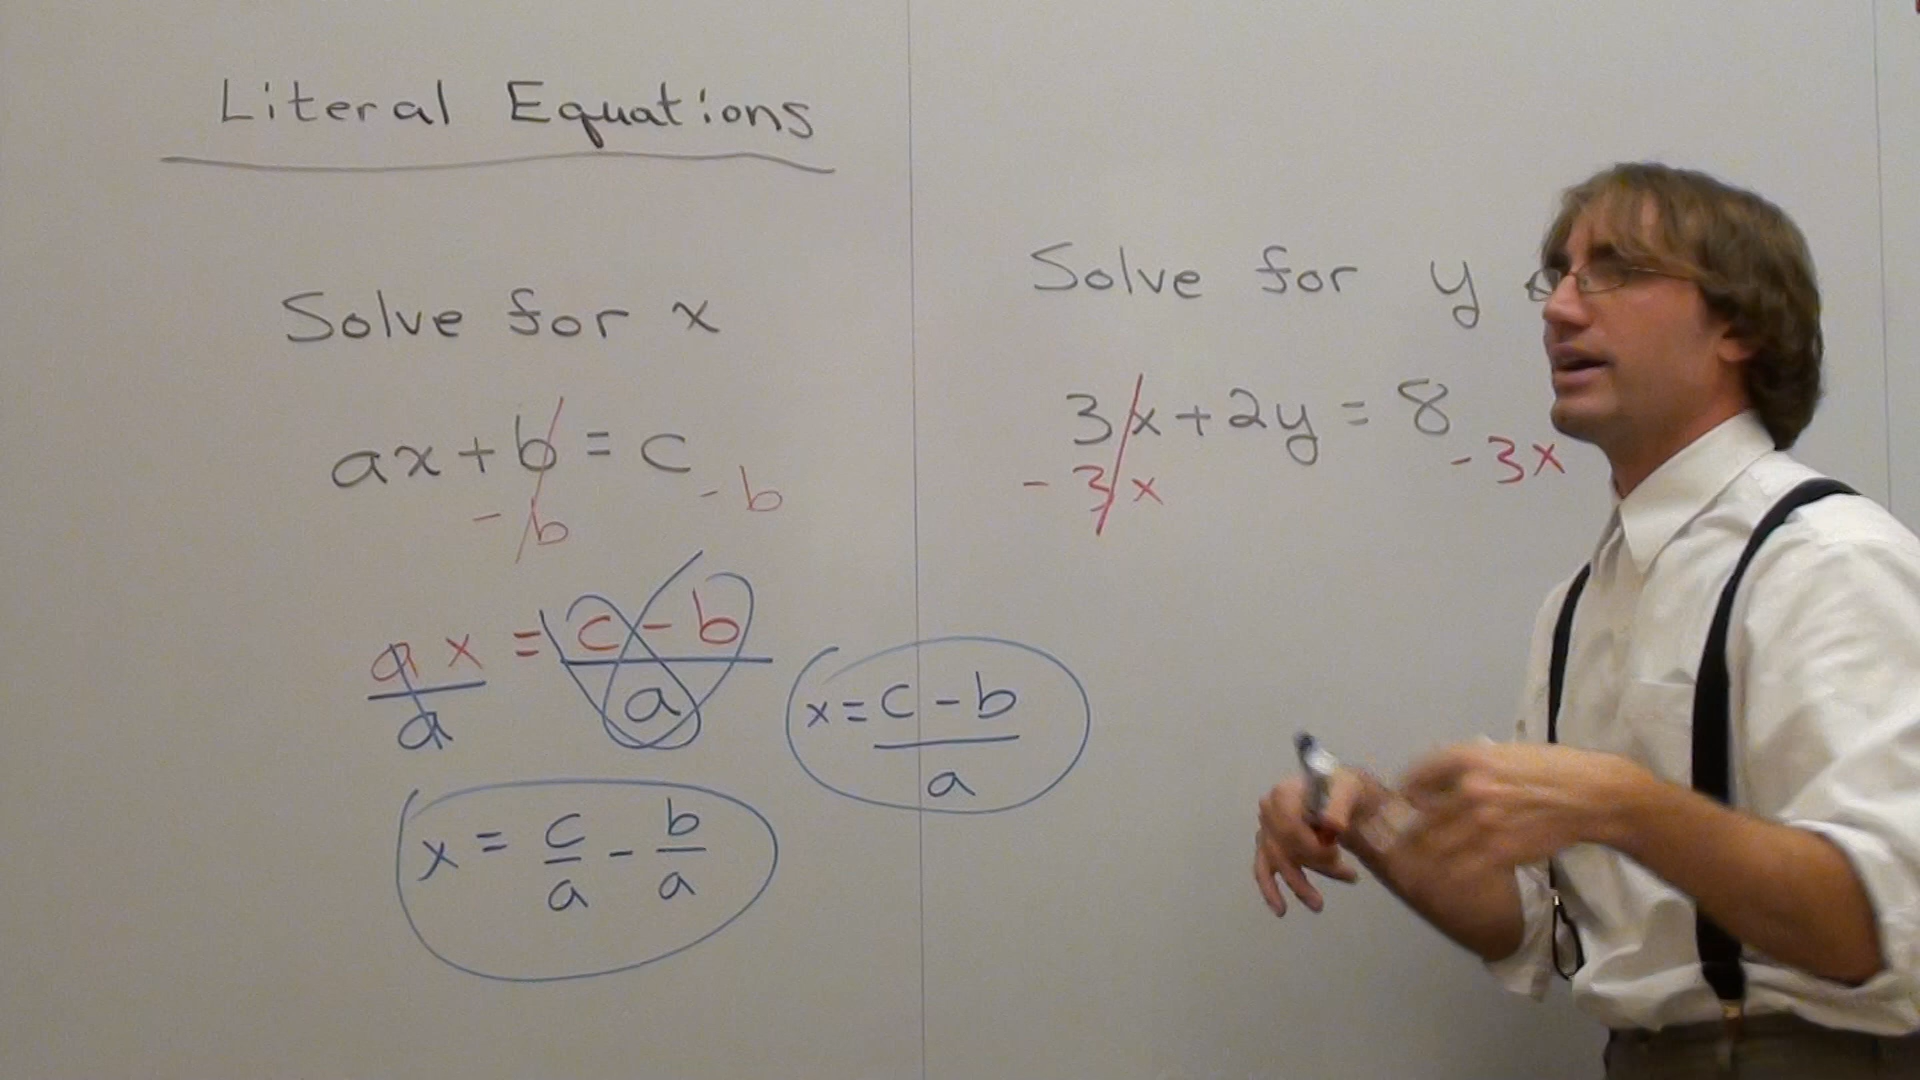 Literal Equations
Solve for x
ax + b = c
- b - b
ax = c - b
a a
x = c - b
a
x = c/a - b/a
Solve for y
3x + 2y = 8
- 3x - 3x